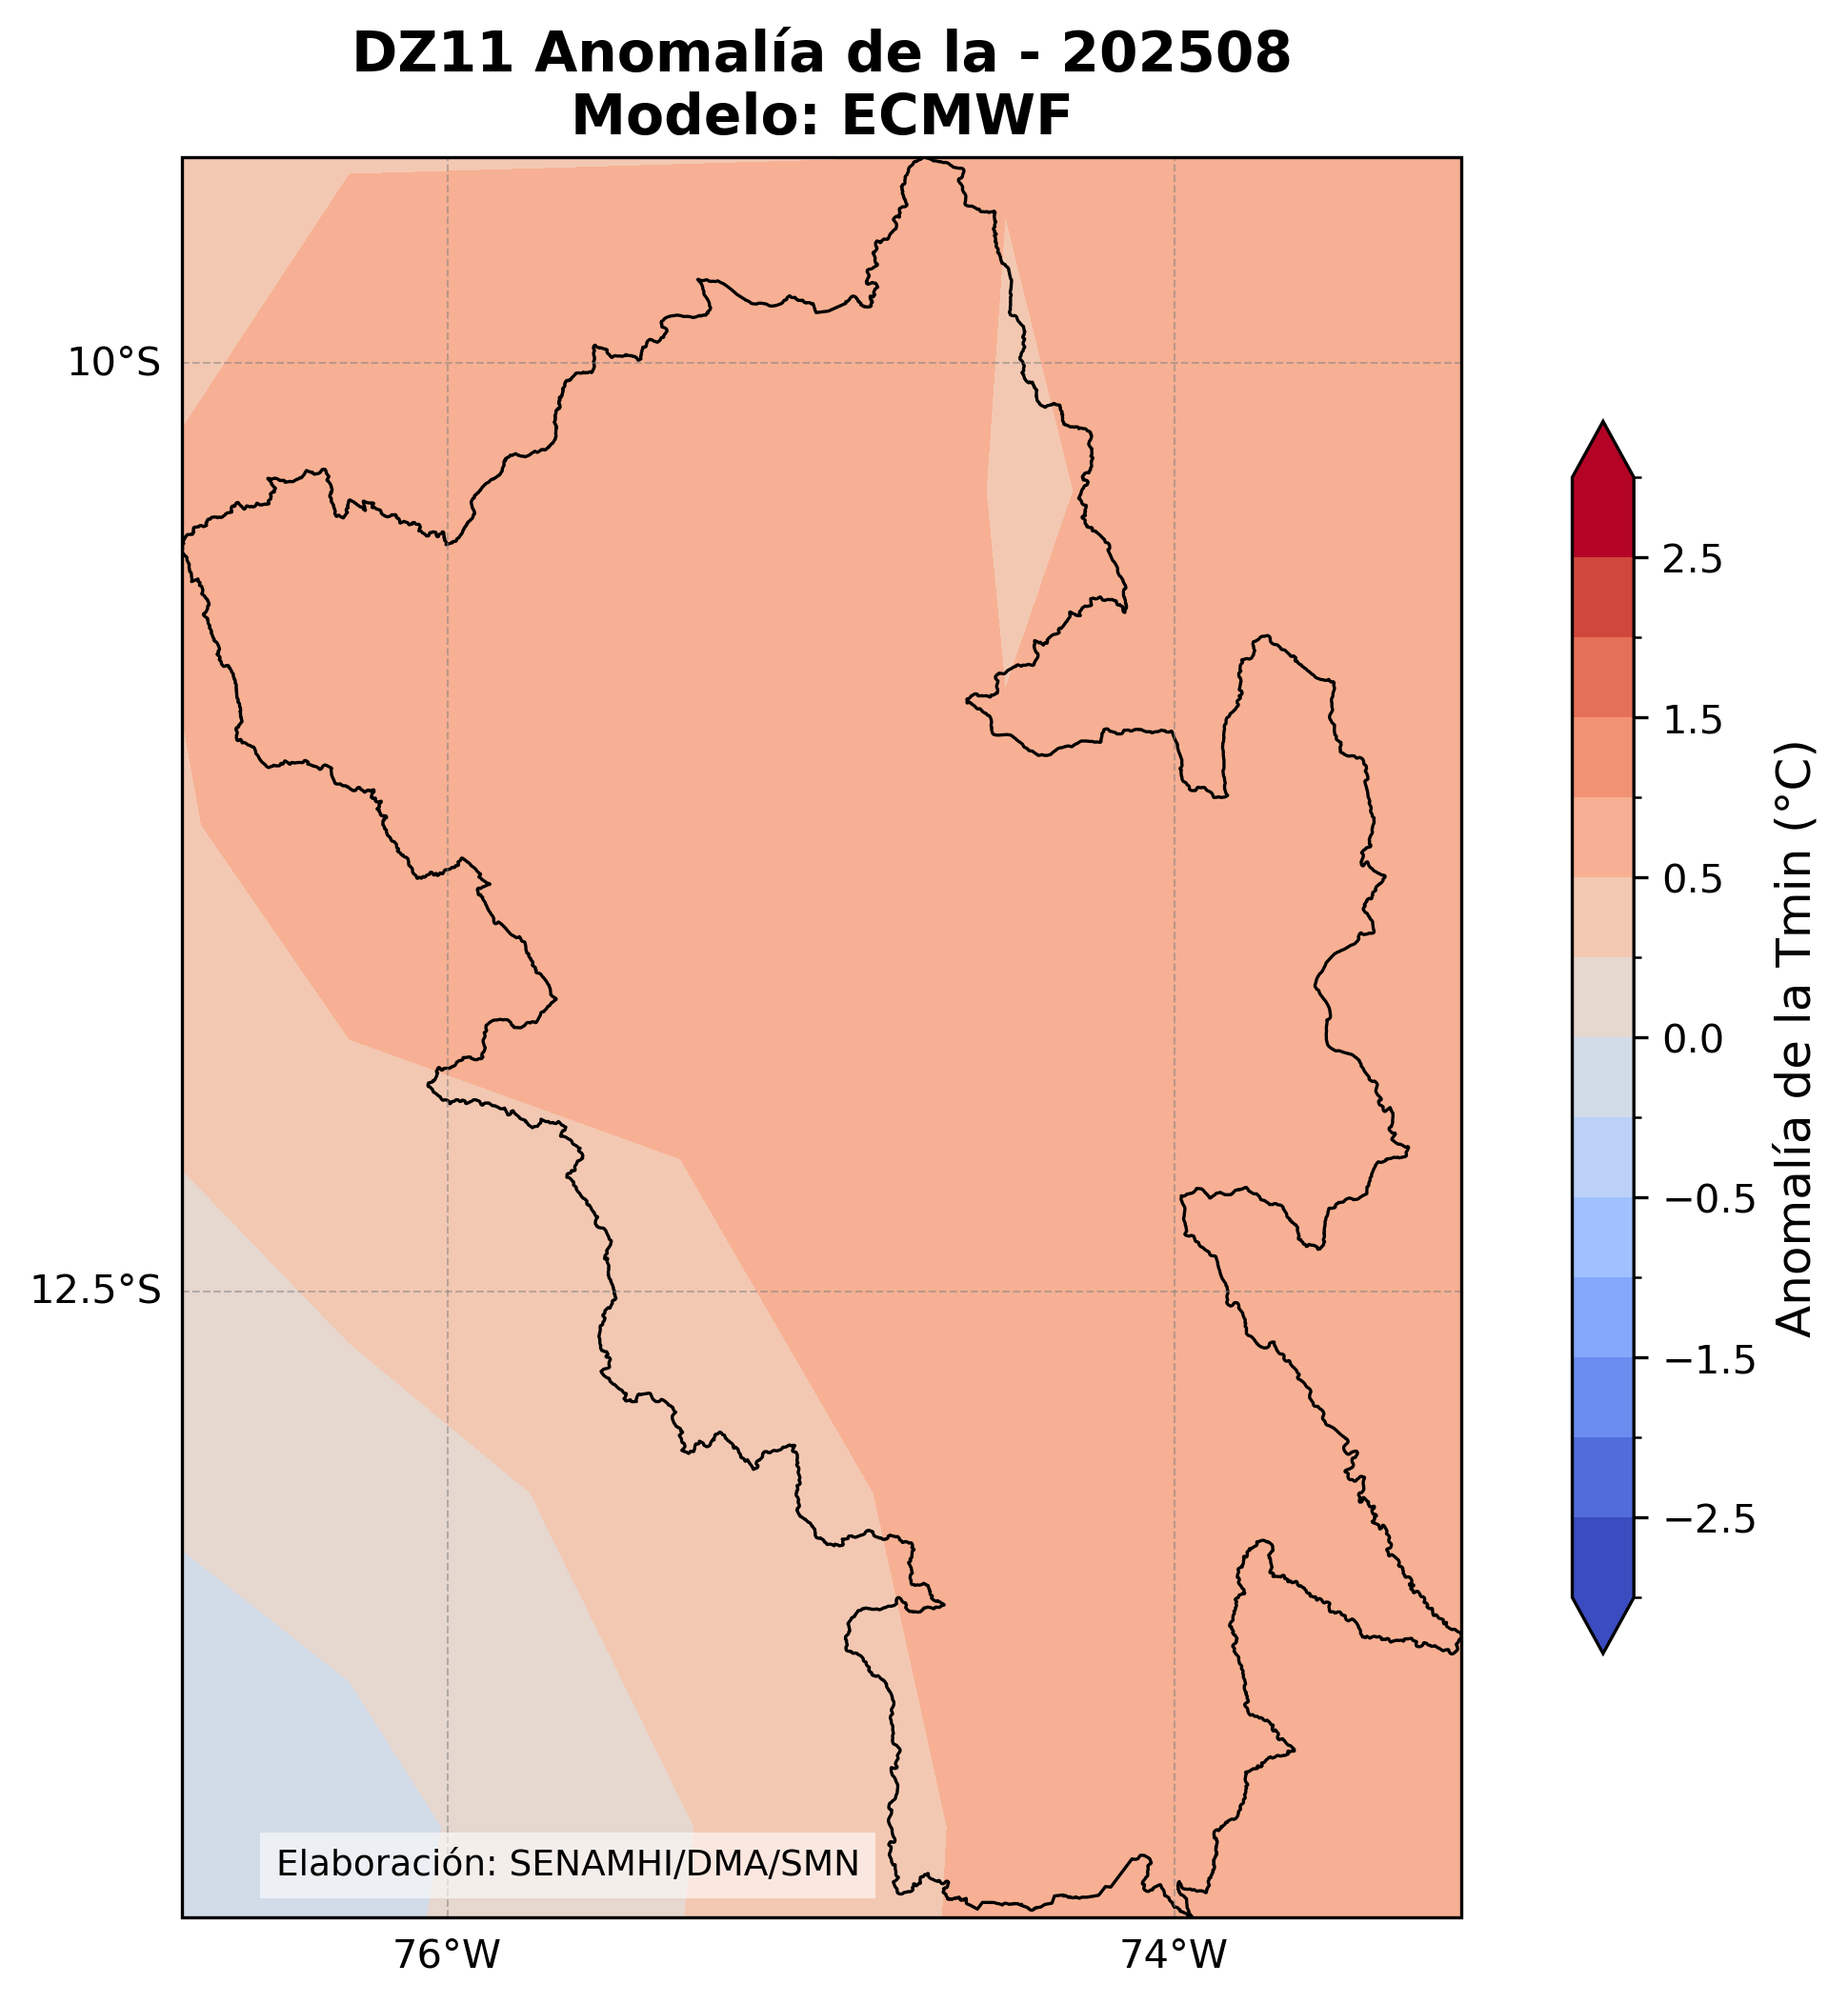 DZ11 Anomalía de la - 202508
Modelo: ECMWF
10°S
12.5°S
76°W
74°W
Elaboración: SENAMHI/DMA/SMN
2.5
1.5
0.5
0.0
−0.5
−1.5
−2.5
Anomalía de la Tmin (°C)